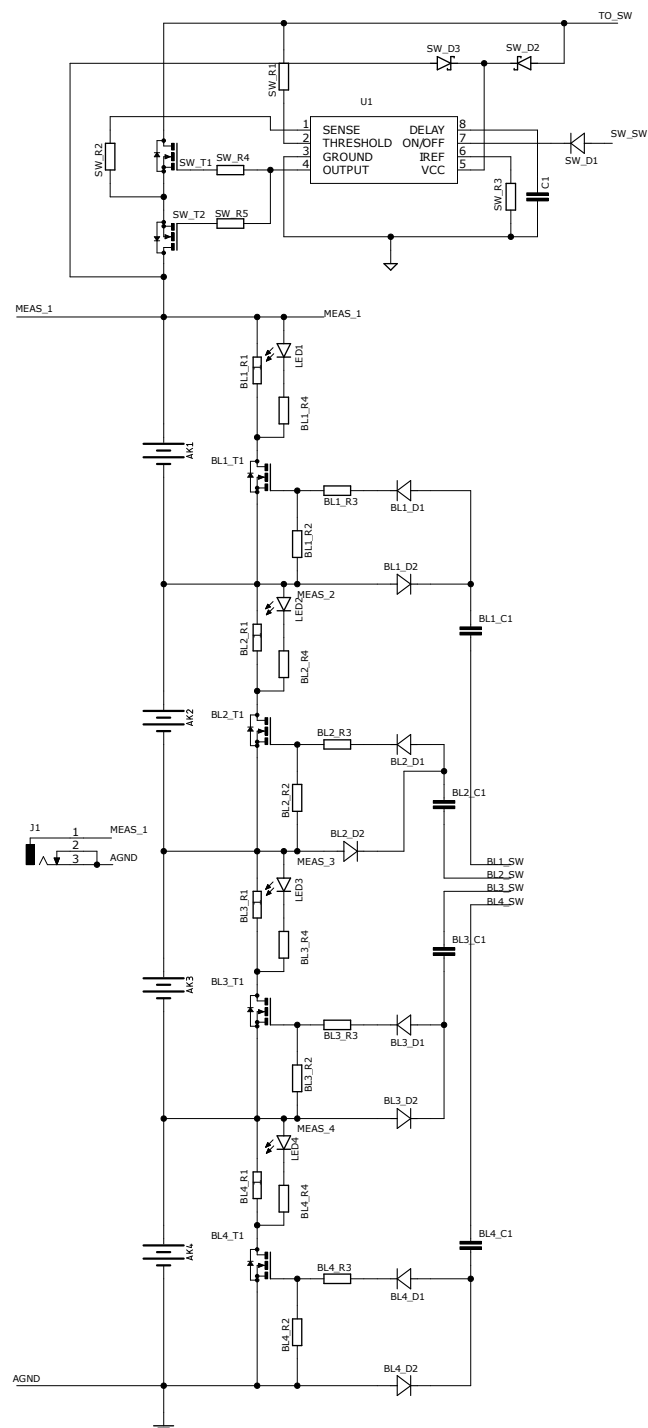 TO_SW
SW_D3
SW_D2
SW_R1
U1
SW_R2
1 SENSE DELAY 8
2 THRESHOLD ON/OFF 7
3 GROUND IREF 6
4 OUTPUT VCC 5
SW_SW
SW_D1
SW_T1
SW_R4
SW_R3
C1
SW_T2
SW_R5
MEAS_1
MEAS_1
BL1_R1
LED1
BL1_R4
AK1
BL1_T1
BL1_R3
BL1_D1
BL1_R2
BL1_D2
MEAS_2
LED2
BL1_C1
BL2_R1
BL2_R4
AK2
BL2_T1
BL2_R3
BL2_D1
BL2_R2
BL2_C1
J1
1
MEAS_1
2
3
AGND
BL2_D2
MEAS_3
BL1_SW
BL2_SW
BL3_SW
BL4_SW
BL3_R1
LED3
BL3_R4
BL3_C1
AK3
BL3_T1
BL3_R3
BL3_D1
BL3_R2
BL3_D2
MEAS_4
LED4
BL4_R1
BL4_R4
AK4
BL4_T1
BL4_C1
BL4_R3
BL4_D1
BL4_R2
AGND
BL4_D2